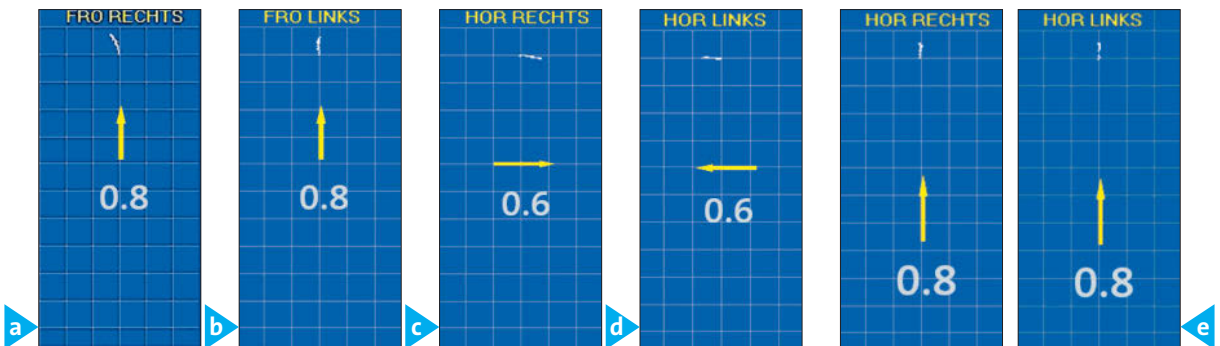 FRO RECHTS
0.8
a
FRO LINKS
0.8
b
HOR RECHTS
0.6
c
HOR LINKS
0.6
d
HOR RECHTS
0.8
HOR LINKS
0.8
e